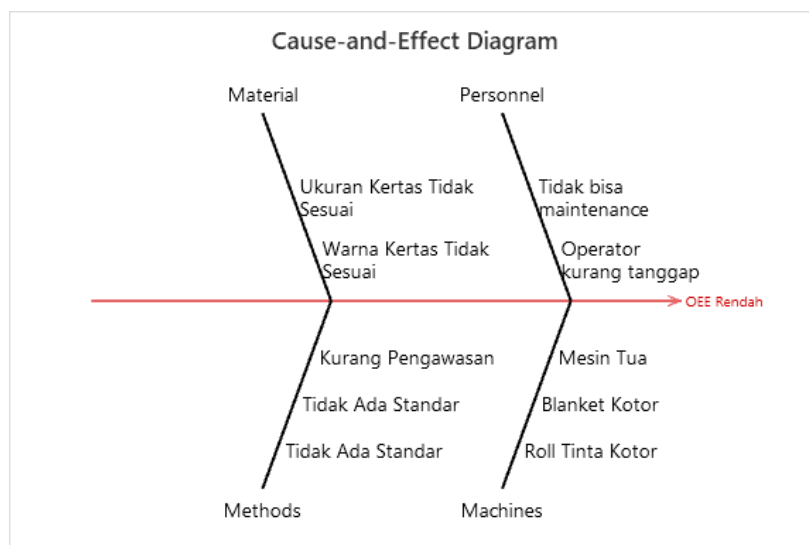 Cause-and-Effect Diagram
Material
Personnel
Ukuran Kertas Tidak
Sesuai
Tidak bisa
maintenance
Warna Kertas Tidak
Sesuai
Operator
kurang tanggap
OEE Rendah
Kurang Pengawasan
Mesin Tua
Tidak Ada Standar
Blanket Kotor
Tidak Ada Standar
Roll Tinta Kotor
Methods
Machines